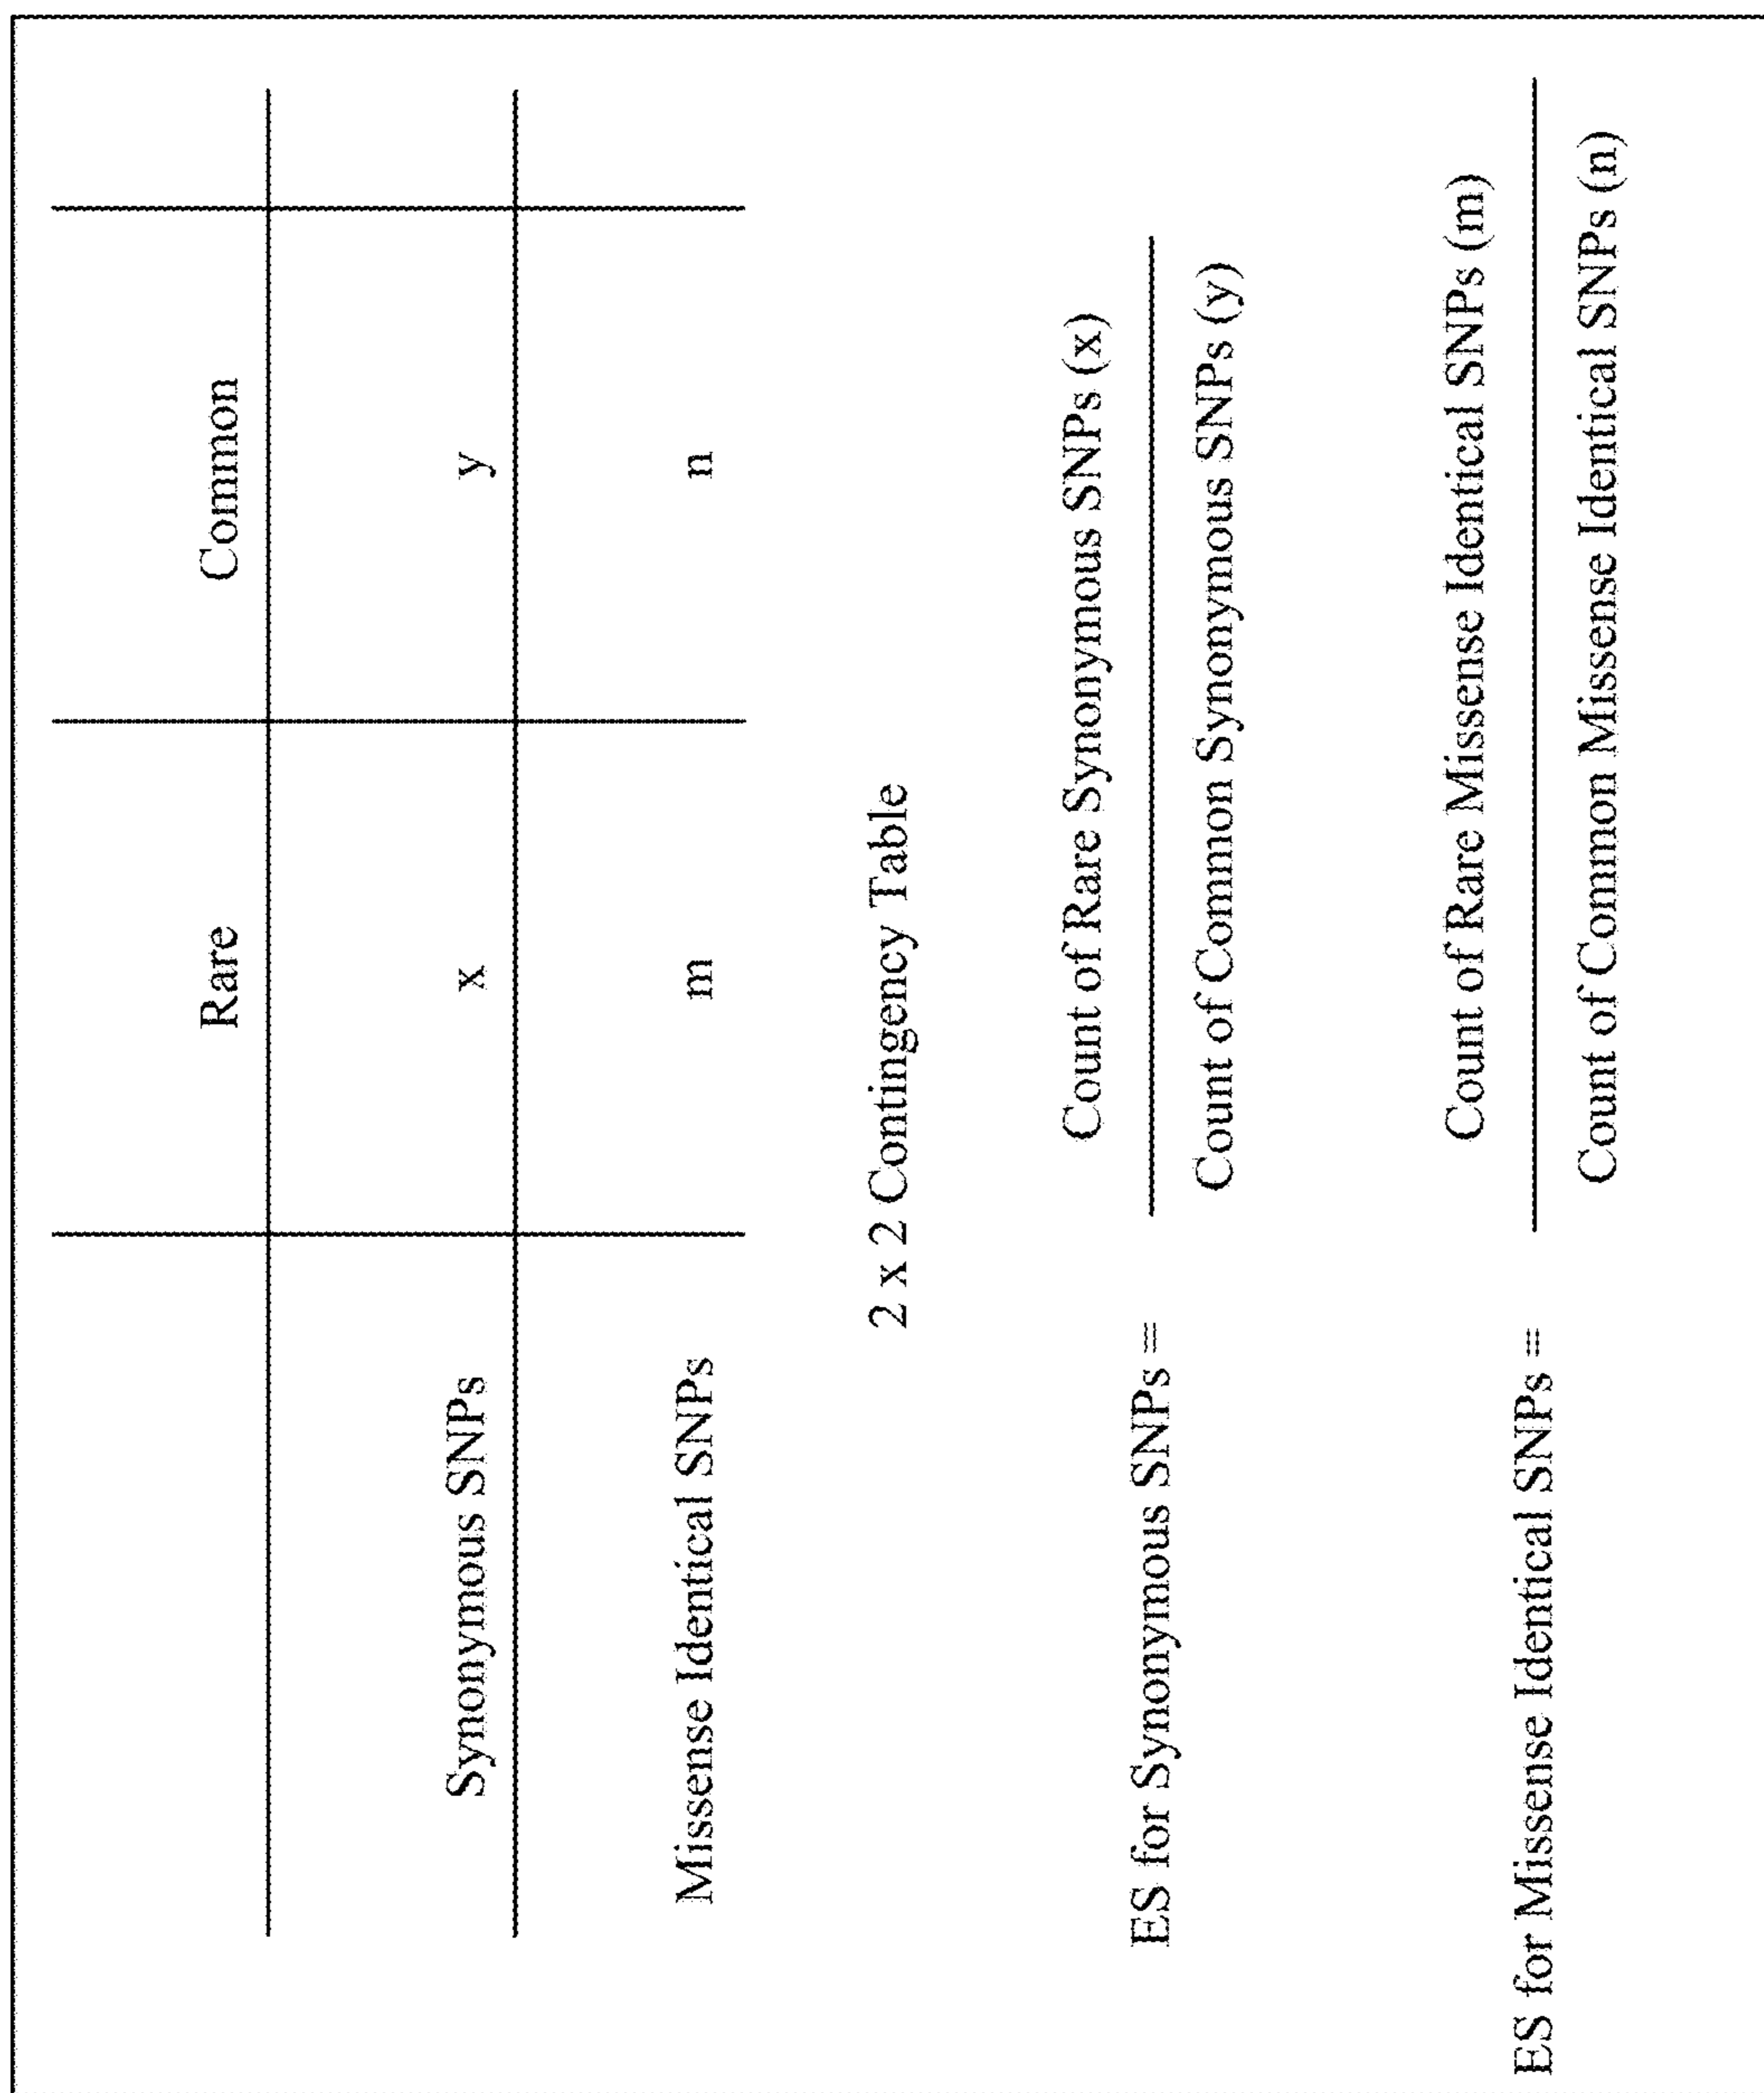 Rare Common
Synonymous SNPs x y
Missense Identical SNPs m n
2 x 2 Contingency Table
Count of Rare Synonymous SNPs (x)
ES for Synonymous SNPs =
Count of Common Synonymous SNPs (y)
Count of Rare Missense Identical SNPs (m)
ES for Missense Identical SNPs =
Count of Common Missense Identical SNPs (n)